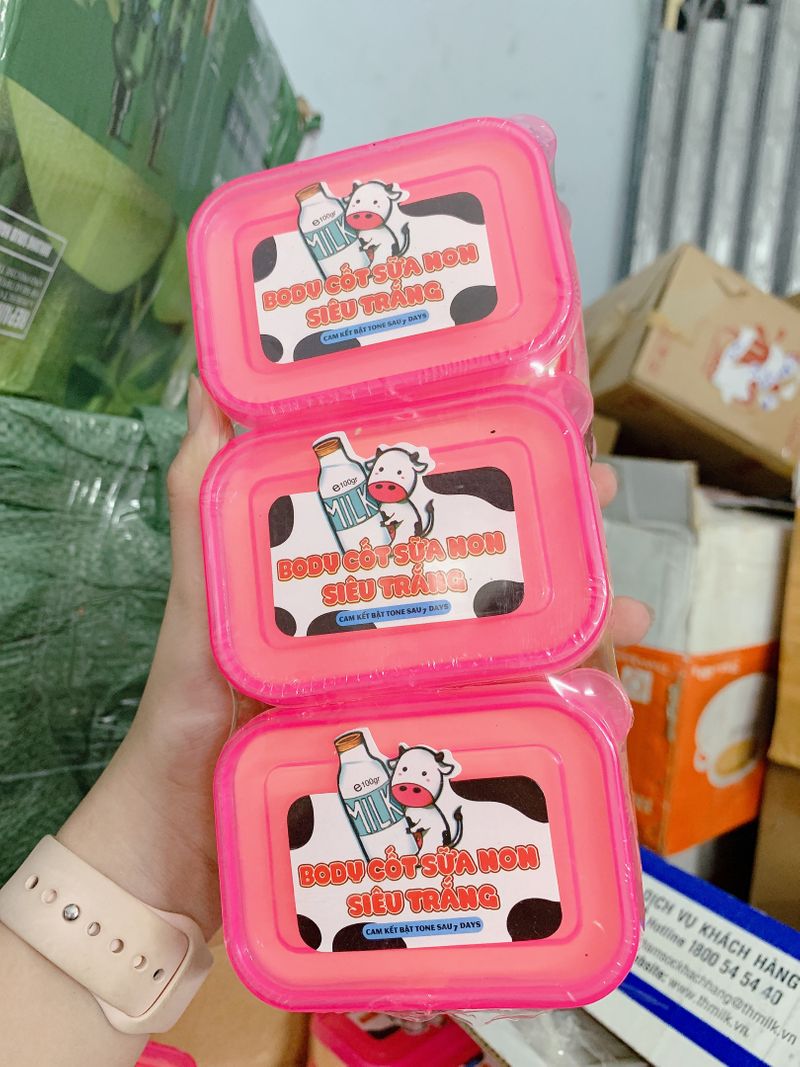 e100gr
MILK
BODY CỐT SỮA NON
SIÊU TRẮNG
CAM KẾT BẬT TONE SAU 7 DAYS
e100gr
MILK
BODY CỐT SỮA NON
SIÊU TRẮNG
CAM KẾT BẬT TONE SAU 7 DAYS
e100gr
MILK
BODY CỐT SỮA NON
SIÊU TRẮNG
CAM KẾT BẬT TONE SAU 7 DAYS
DỊCH VỤ KHÁCH HÀNG
Hotline 1800 54 54 40
www.thmilk.vn